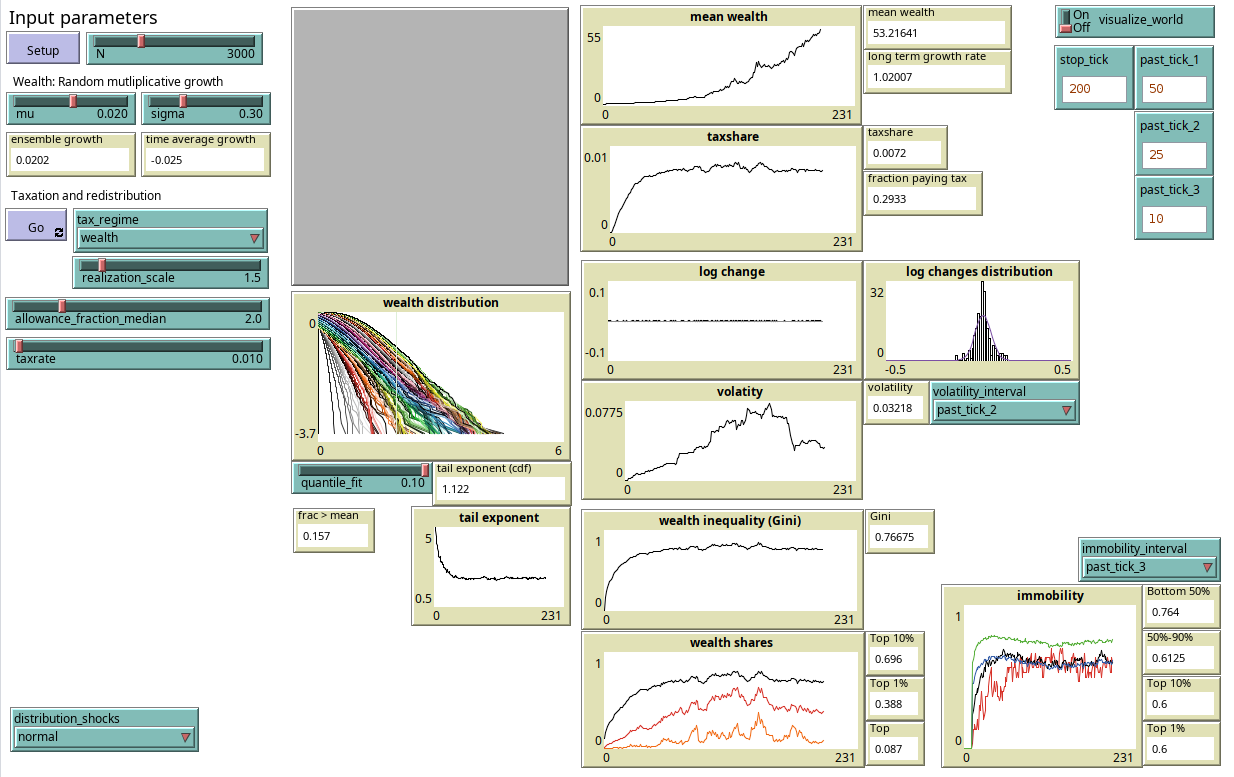 Input parameters
Setup
N 3000
Wealth: Random mutliplicative growth
mu 0.020
sigma 0.30
ensemble growth
0.0202
time average growth
-0.025
Taxation and redistribution
Go
tax_regime
wealth
realization_scale 1.5
allowance_fraction_median 2.0
taxrate 0.010
distribution_shocks
normal
wealth distribution
0
-3.7
0 6
quantile_fit 0.10
tail exponent (cdf)
1.122
frac > mean
0.157
tail exponent
5
0.5
0 231
mean wealth
55
0
0 231
mean wealth
53.21641
long term growth rate
1.02007
taxshare
0.01
0
0 231
taxshare
0.0072
fraction paying tax
0.2933
log change
0.1
-0.1
0 231
log changes distribution
32
0
-0.5 0.5
volatity
0.0775
0
0 231
volatility
0.03218
volatility_interval
past_tick_2
wealth inequality (Gini)
1
0
0 231
Gini
0.76675
wealth shares
1
0
0 231
Top 10%
0.696
Top 1%
0.388
Top
0.087
On
Off
visualize_world
stop_tick
200
past_tick_1
50
past_tick_2
25
past_tick_3
10
immobility_interval
past_tick_3
immobility
1
0
0 231
Bottom 50%
0.764
50%-90%
0.6125
Top 10%
0.6
Top 1%
0.6